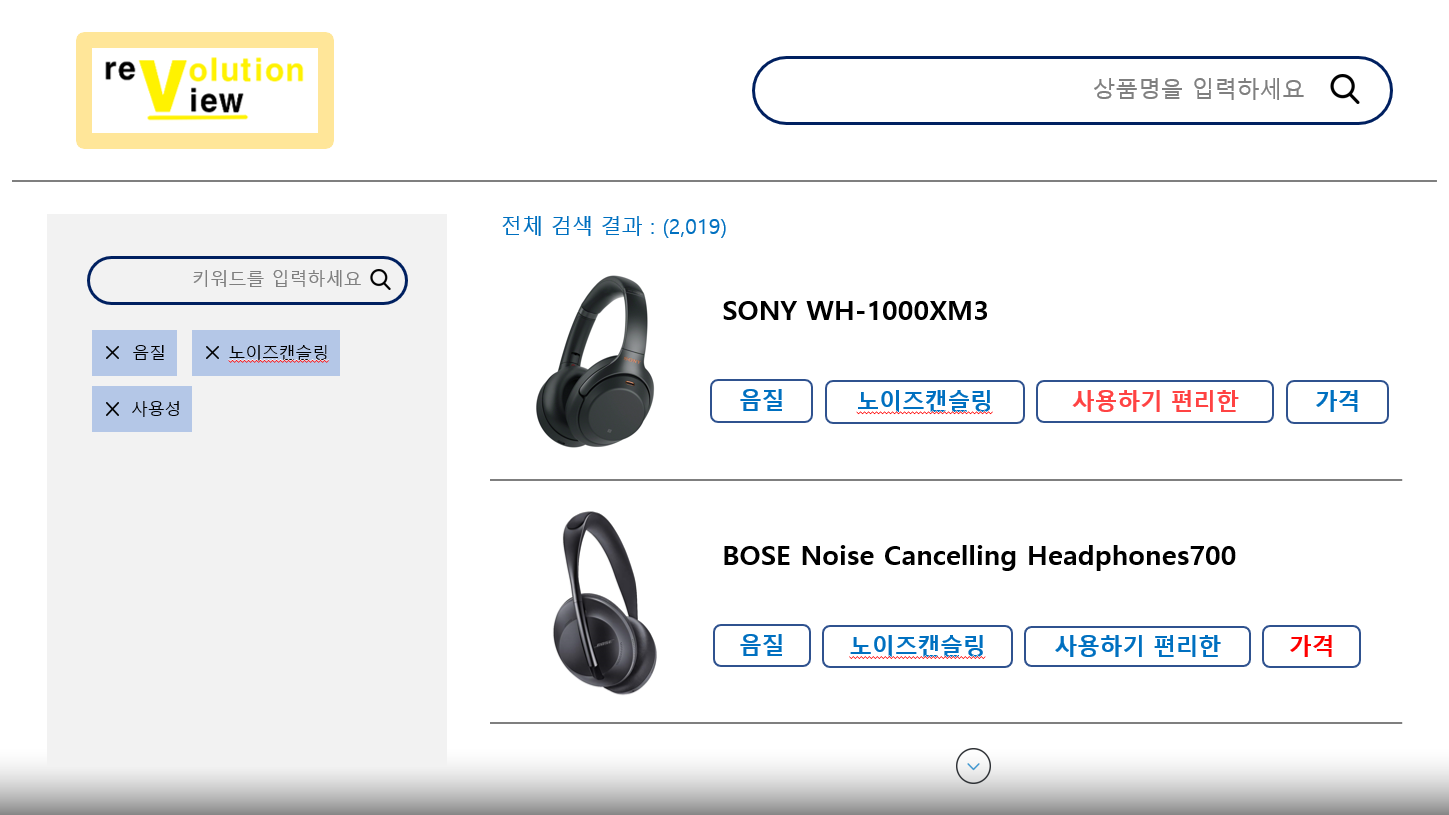 reVolution
View
상품명을 입력하세요
키워드를 입력하세요
음질
노이즈캔슬링
사용성
전체 검색 결과 : (2,019)
SONY WH-1000XM3
음질 노이즈캔슬링 사용하기 편리한 가격
BOSE Noise Cancelling Headphones700
음질 노이즈캔슬링 사용하기 편리한 가격